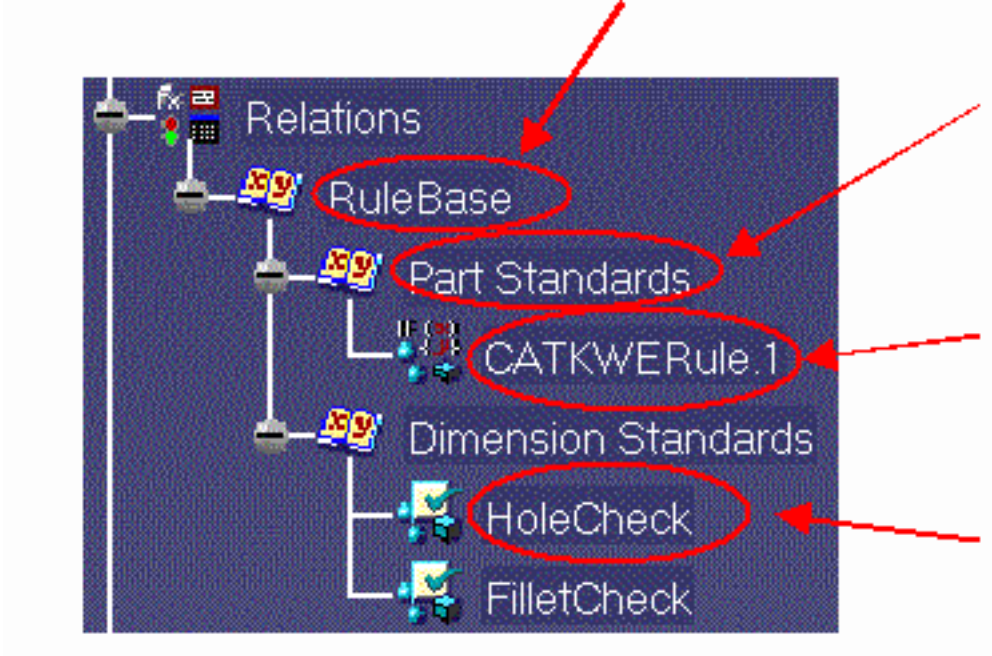 Relations
RuleBase
Part Standards
CATKWERule.1
Dimension Standards
HoleCheck
FilletCheck